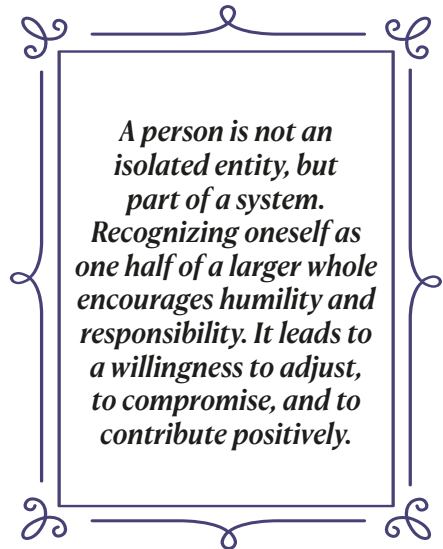 A person is not an
isolated entity, but
part of a system.
Recognizing oneself as
one half of a larger whole
encourages humility and
responsibility. It leads to
a willingness to adjust,
to compromise, and to
contribute positively.